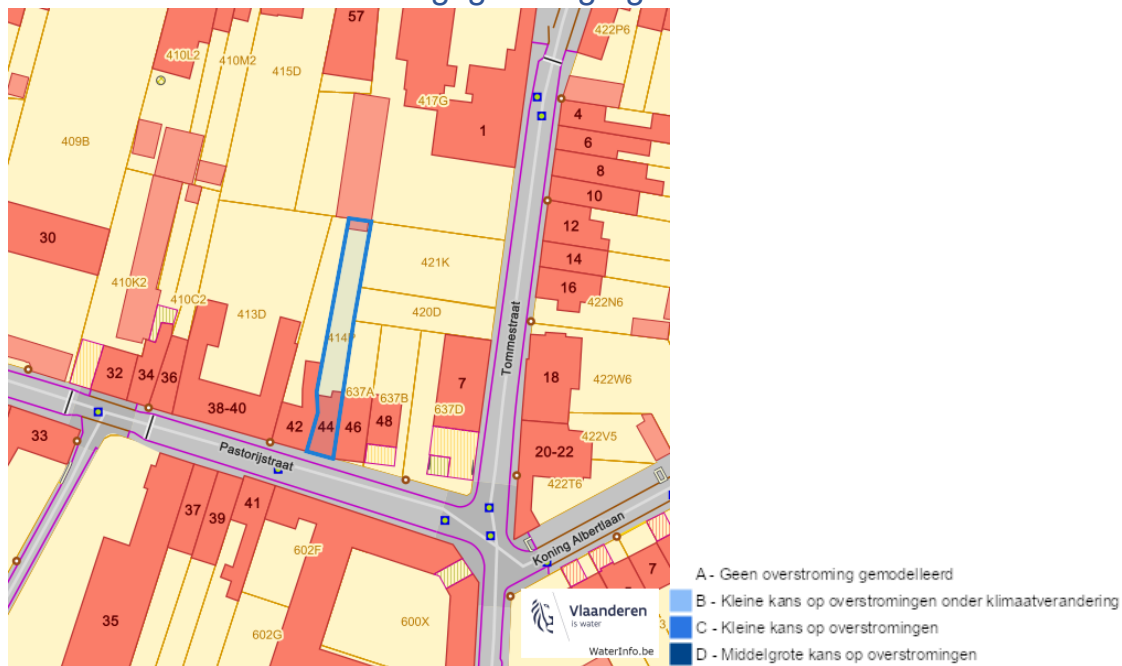 57
422P6
410L2
410M2
415D
417G
4
1
6
409B
8
10
12
30
14
421K
16
410K2
422N6
410C2
413D
420D
Tommestraat
414P
7
18
422W6
32
34
36
637A
637B
637D
38-40
42
44
46
48
33
20-22
422V5
Pastorijstraat
422T6
37
39
41
Koning Albertlaan
602F
7
35
600X
602G
Vlaanderen
is water
WaterInfo.be
A - Geen overstroming gemodelleerd
B - Kleine kans op overstromingen onder klimaatverandering
C - Kleine kans op overstromingen
D - Middelgrote kans op overstromingen